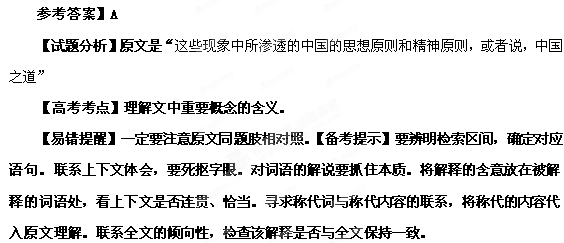 参考答案】A
【试题分析】原文是“这些现象中所渗透的中国的思想原则和精神原则，或者说，中国
之道”
【高考考点】理解文中重要概念的含义。
【易错提醒】一定要注意原文同题肢相对照。【备考提示】要辨明检索区间，确定对应
语句。联系上下文体会，要死抠字眼。对词语的解说要抓住本质。将解释的含意放在被解
释的词语处，看上下文是否连贯、恰当。寻求称代词与称代内容的联系，将称代的内容代
入原文理解。联系全文的倾向性，检查该解释是否与全文保持一致。